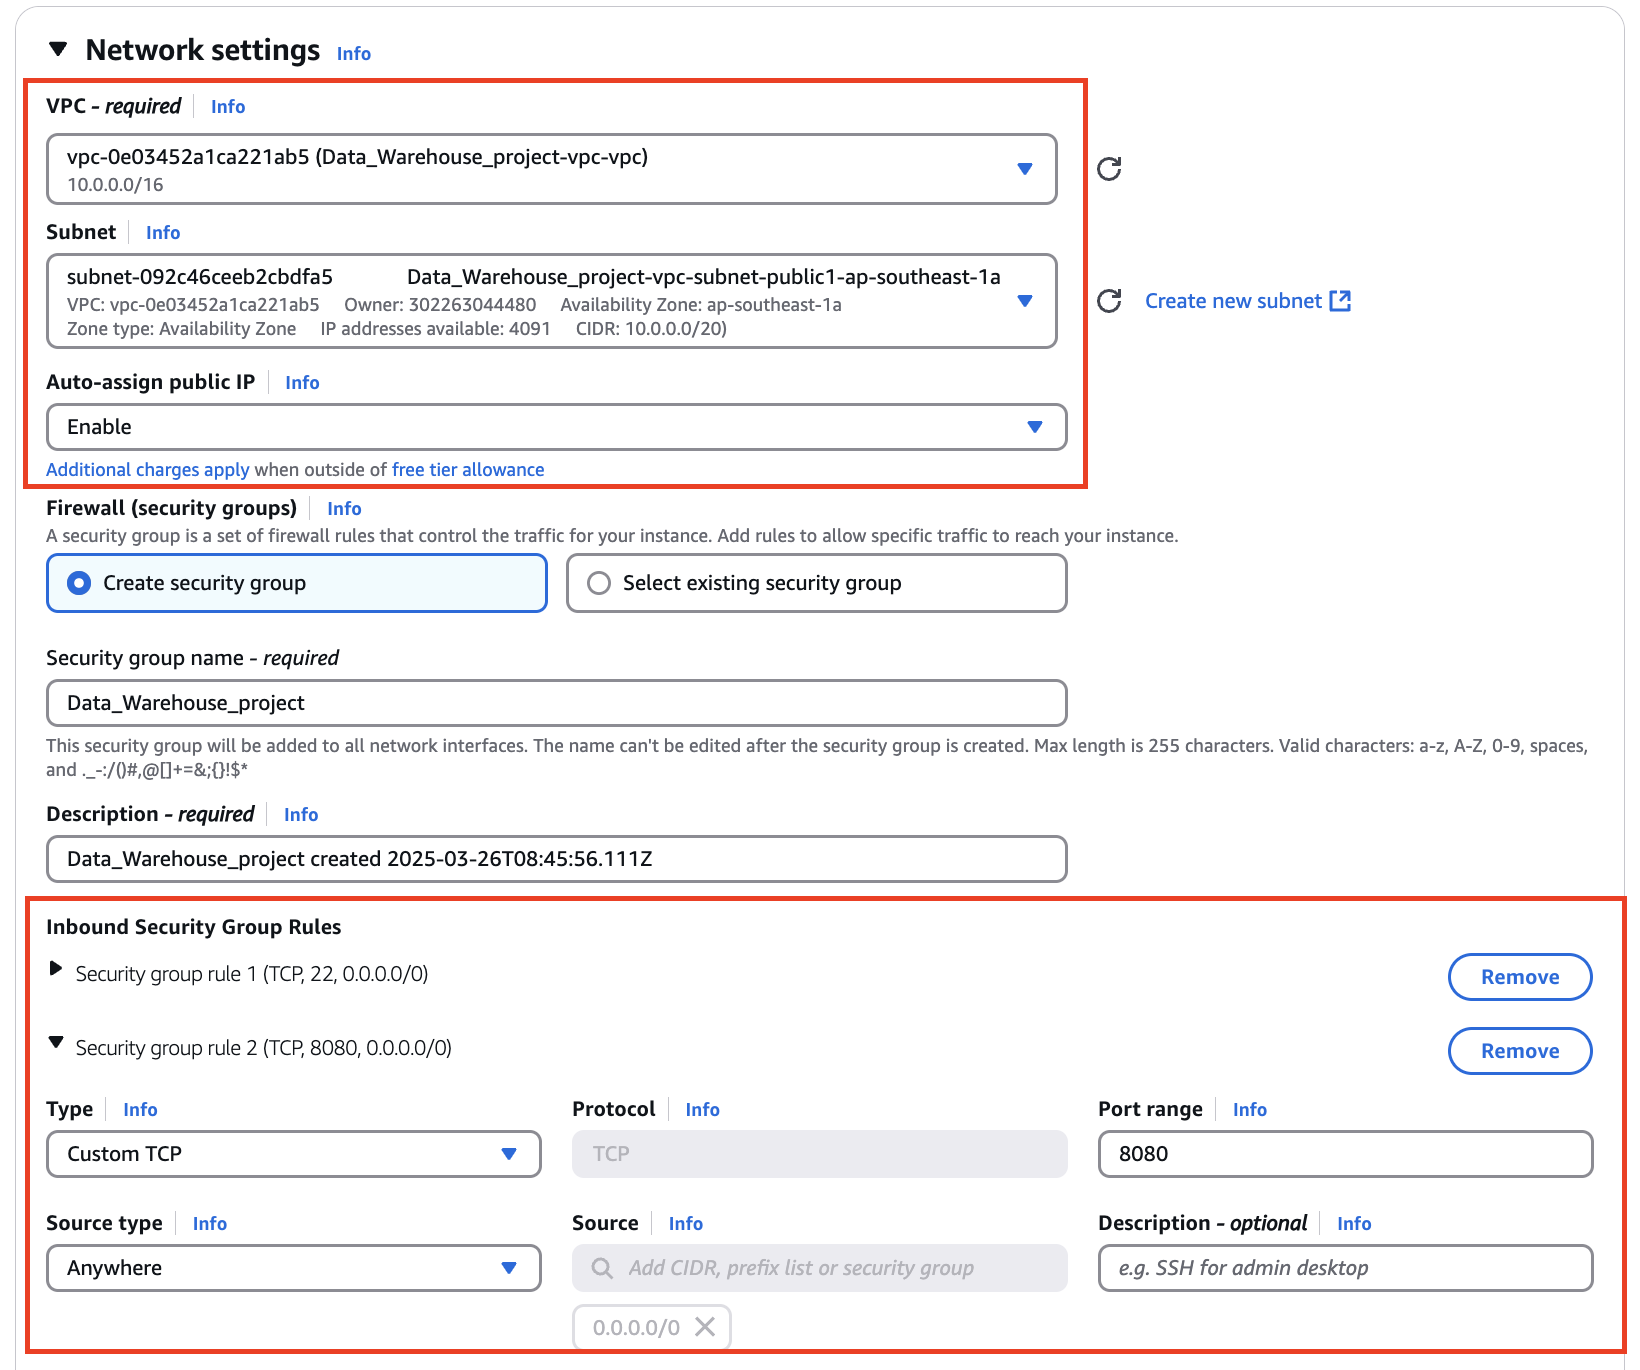 Network settings Info
VPC - required Info
vpc-0e03452a1ca221ab5 (Data_Warehouse_project-vpc-vpc)
10.0.0.0/16
Subnet Info
subnet-092c46ceeb2cbdfa5 Data_Warehouse_project-vpc-subnet-public1-ap-southeast-1a
VPC: vpc-0e03452a1ca221ab5 Owner: 302263044480 Availability Zone: ap-southeast-1a
Zone type: Availability Zone IP addresses available: 4091 CIDR: 10.0.0.0/20)
Create new subnet
Auto-assign public IP Info
Enable
Additional charges apply when outside of free tier allowance
Firewall (security groups) Info
A security group is a set of firewall rules that control the traffic for your instance. Add rules to allow specific traffic to reach your instance.
Create security group Select existing security group
Security group name - required
Data_Warehouse_project
This security group will be added to all network interfaces. The name can't be edited after the security group is created. Max length is 255 characters. Valid characters: a-z, A-Z, 0-9, spaces,
and ._-:/()#,@[]+=&;{}!$*
Description - required Info
Data_Warehouse_project created 2025-03-26T08:45:56.111Z
Inbound Security Group Rules
Security group rule 1 (TCP, 22, 0.0.0.0/0) Remove
Security group rule 2 (TCP, 8080, 0.0.0.0/0) Remove
Type Info Protocol Info Port range Info
Custom TCP TCP 8080
Source type Info Source Info Description - optional Info
Anywhere Add CIDR, prefix list or security group e.g. SSH for admin desktop
0.0.0.0/0